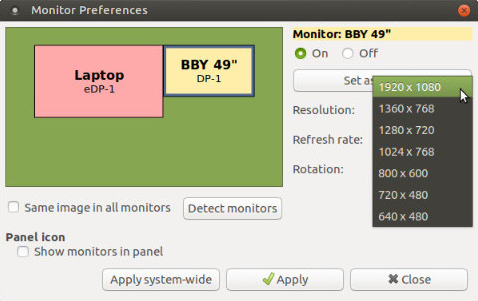 Monitor Preferences
Monitor: BBY 49"
On Off
Laptop
eDP-1
BBY 49"
DP-1
Set as
Resolution:
Refresh rate:
Rotation:
1920 x 1080
1360 x 768
1280 x 720
1024 x 768
800 x 600
720 x 480
640 x 480
Same image in all monitors
Detect monitors
Panel icon
Show monitors in panel
Apply system-wide
Apply
Close